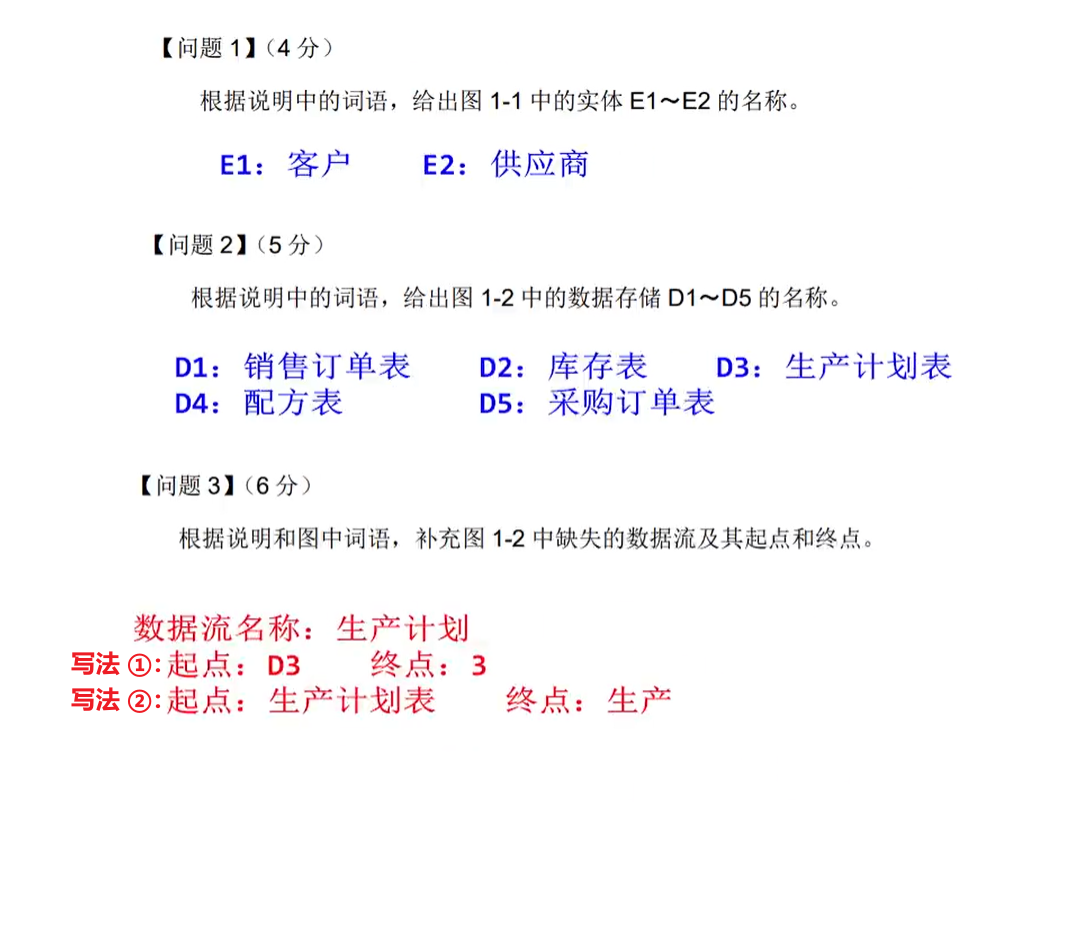 【问题 1】(4 分)
根据说明中的词语，给出图 1-1 中的实体 E1～E2 的名称。
E1： 客户 E2： 供应商
【问题 2】(5 分)
根据说明中的词语，给出图 1-2 中的数据存储 D1～D5 的名称。
D1： 销售订单表 D2： 库存表 D3： 生产计划表
D4： 配方表 D5： 采购订单表
【问题 3】(6 分)
根据说明和图中词语，补充图 1-2 中缺失的数据流及其起点和终点。
数据流名称：生产计划
写法 ①：起点：D3 终点：3
写法 ②：起点：生产计划表 终点：生产